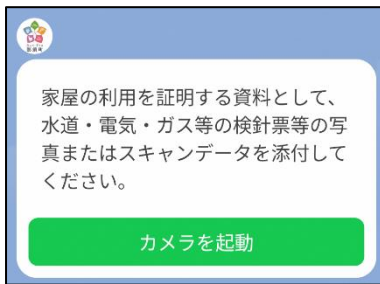 家屋の利用を証明する資料として、
水道・電気・ガス等の検針票等の写
真またはスキャンデータを添付して
ください。
カメラを起動